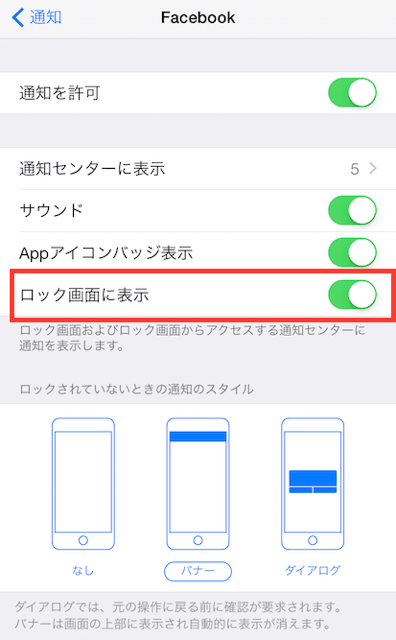 通知
Facebook
通知を許可
通知センターに表示 5
サウンド
Appアイコンバッジ表示
ロック画面に表示
ロック画面およびロック画面からアクセスする通知センターに
通知を表示します。
ロックされていないときの通知のスタイル
なし バナー ダイアログ
ダイアログでは、元の操作に戻る前に確認が要求されます。
バナーは画面の上部に表示され自動的に表示が消えます。